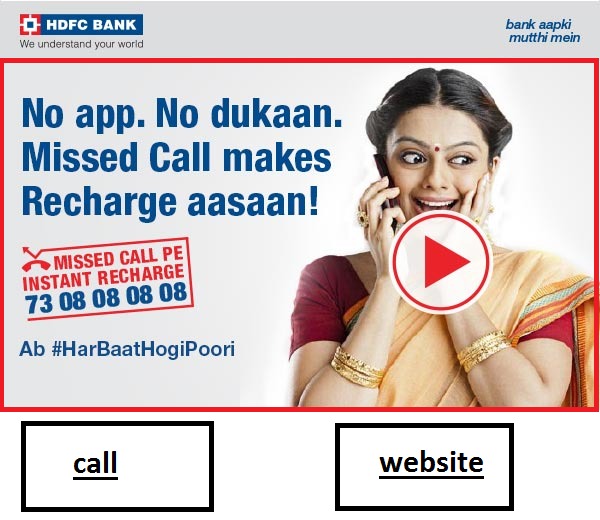 HDFC BANK
We understand your world
bank aapki
mutthi mein
No app. No dukaan.
Missed Call makes
Recharge aasaan!
MISSED CALL PE
INSTANT RECHARGE
73 08 08 08 08
Ab #HarBaatHogiPoori
call
website